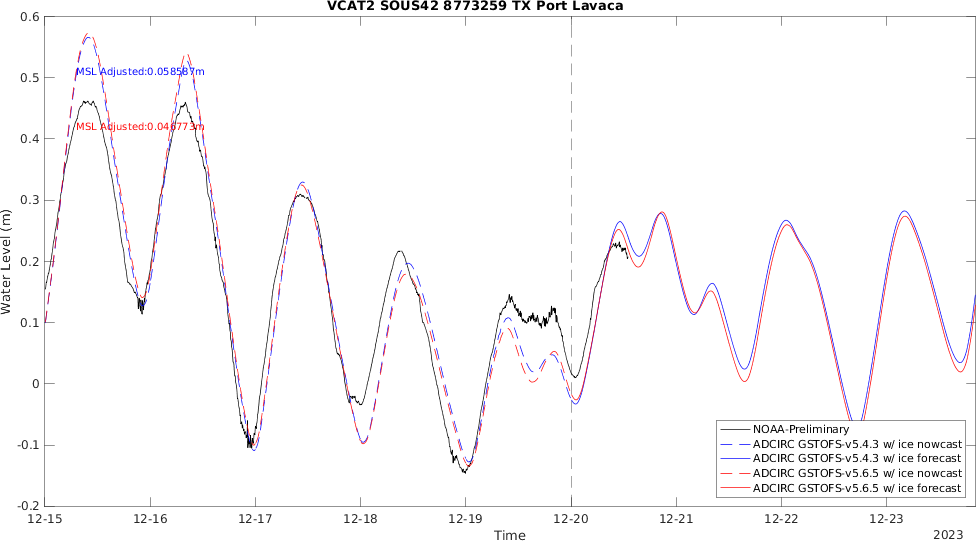 VCAT2 SOUS42 8773259 TX Port Lavaca
0.6
0.5
0.4
0.3
0.2
0.1
0
-0.1
-0.2
Water Level (m)
MSL Adjusted:0.058587m
MSL Adjusted:0.046773m
NOAA-Preliminary
ADCIRC GSTOFS-v5.4.3 w/ ice nowcast
ADCIRC GSTOFS-v5.4.3 w/ ice forecast
ADCIRC GSTOFS-v5.6.5 w/ ice nowcast
ADCIRC GSTOFS-v5.6.5 w/ ice forecast
12-15 12-16 12-17 12-18 12-19 12-20 12-21 12-22 12-23
Time
2023